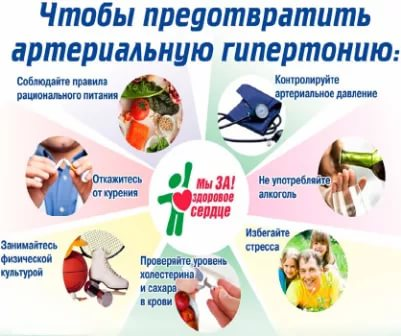 Чтобы предотвратить
артериальную гипертонию:
Соблюдайте правила
рационального питания
Контролируйте
артериальное давление
Откажитесь
от курения
Мы ЗА!
здоровое
сердце
Не употребляйте
алкоголь
Занимайтесь
физической
культурой
Проверяйте уровень
холестерина
и сахара
в крови
Избегайте
стресса